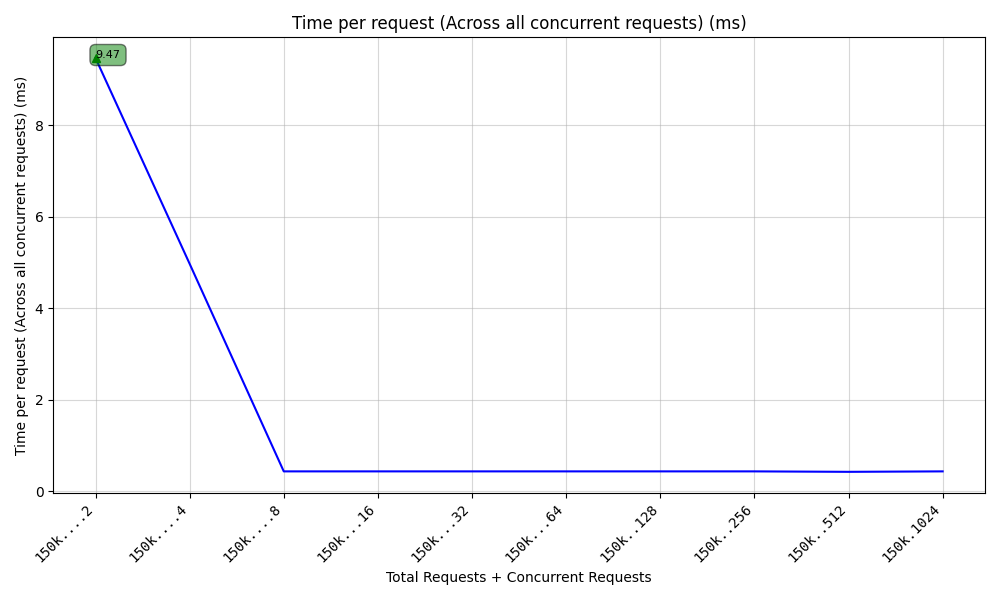 Time per request (Across all concurrent requests) (ms)
9.47
Time per request (Across all concurrent requests) (ms)
8
6
4
2
0
150k....2
150k....4
150k....8
150k...16
150k...32
150k...64
150k..128
150k..256
150k..512
150k.1024
Total Requests + Concurrent Requests